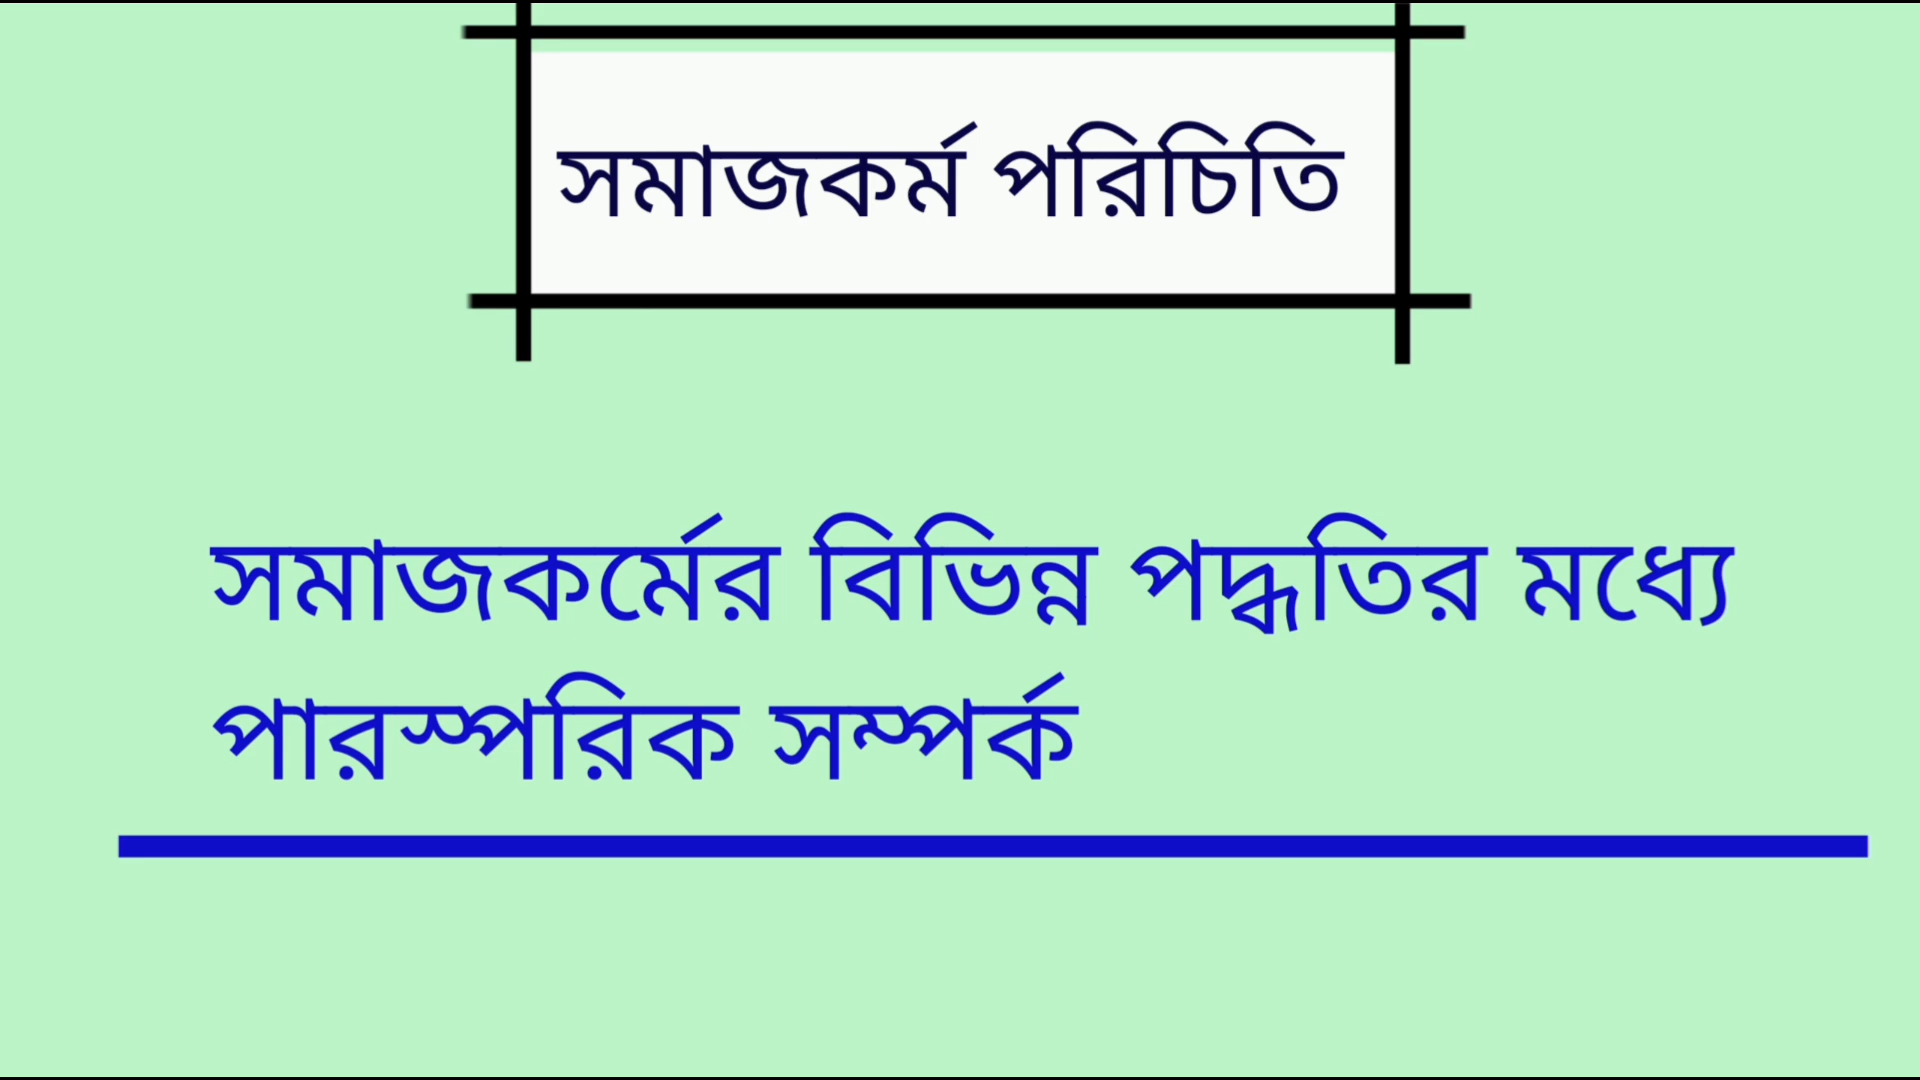 সমাজকর্ম পরিচিতি
সমাজকর্মের বিভিন্ন পদ্ধতির মধ্যে
পারস্পরিক সম্পর্ক